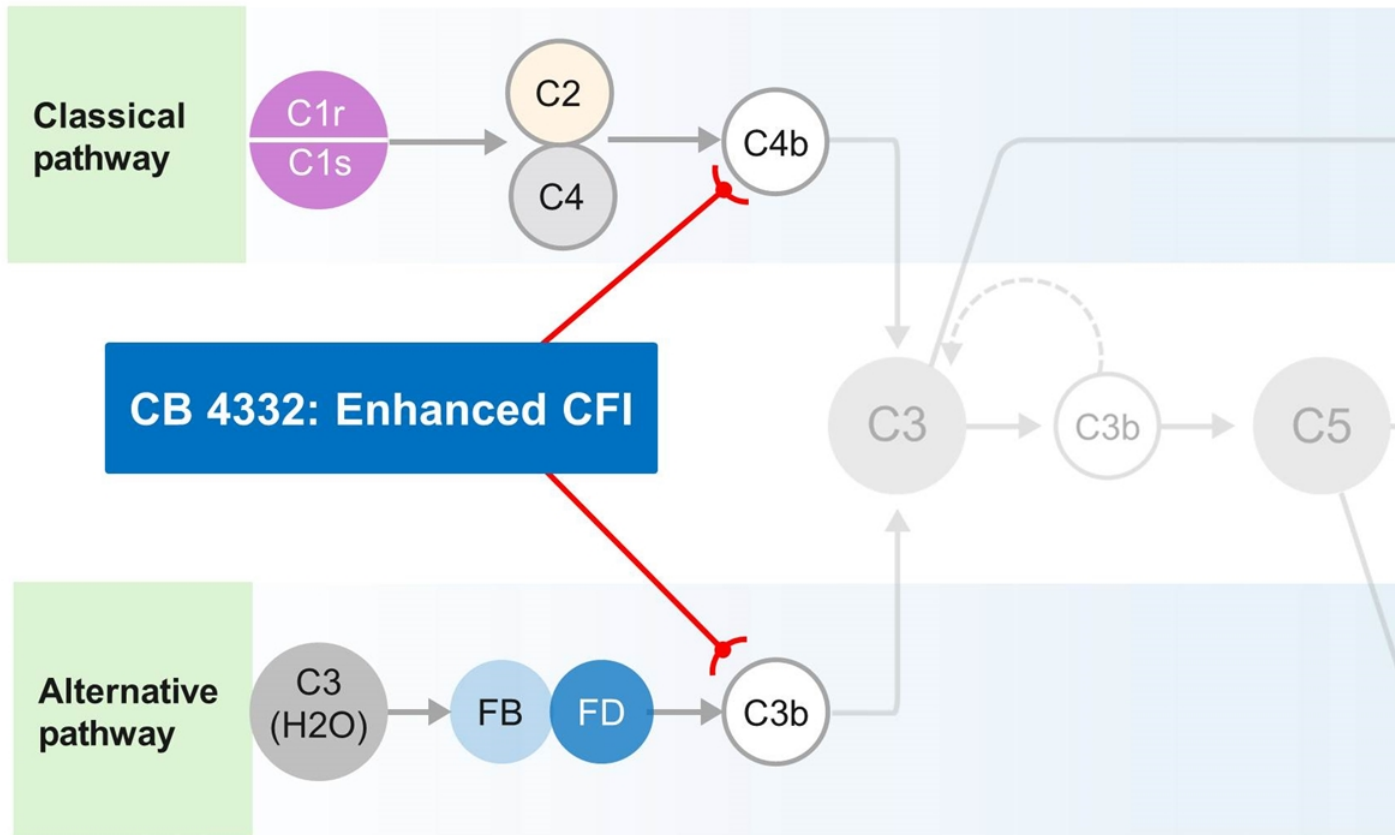 Classical
pathway
C1r
C1s
C2
C4
C4b
CB 4332: Enhanced CFI
C3
C3b
C5
Alternative
pathway
C3
(H2O)
FB
FD
C3b